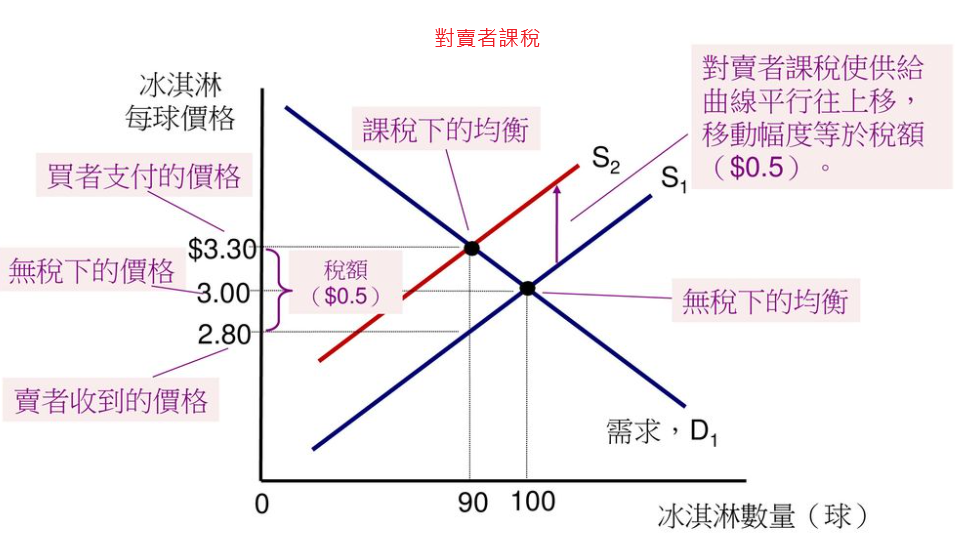 對賣者課稅
冰淇淋
每球價格
對賣者課稅使供給
曲線平行往上移，
移動幅度等於稅額
（$0.5）。
課稅下的均衡
S2
S1
買者支付的價格
$3.30
無稅下的價格
3.00
稅額
（$0.5）
無稅下的均衡
2.80
賣者收到的價格
需求，D1
0
90
100
冰淇淋數量（球）